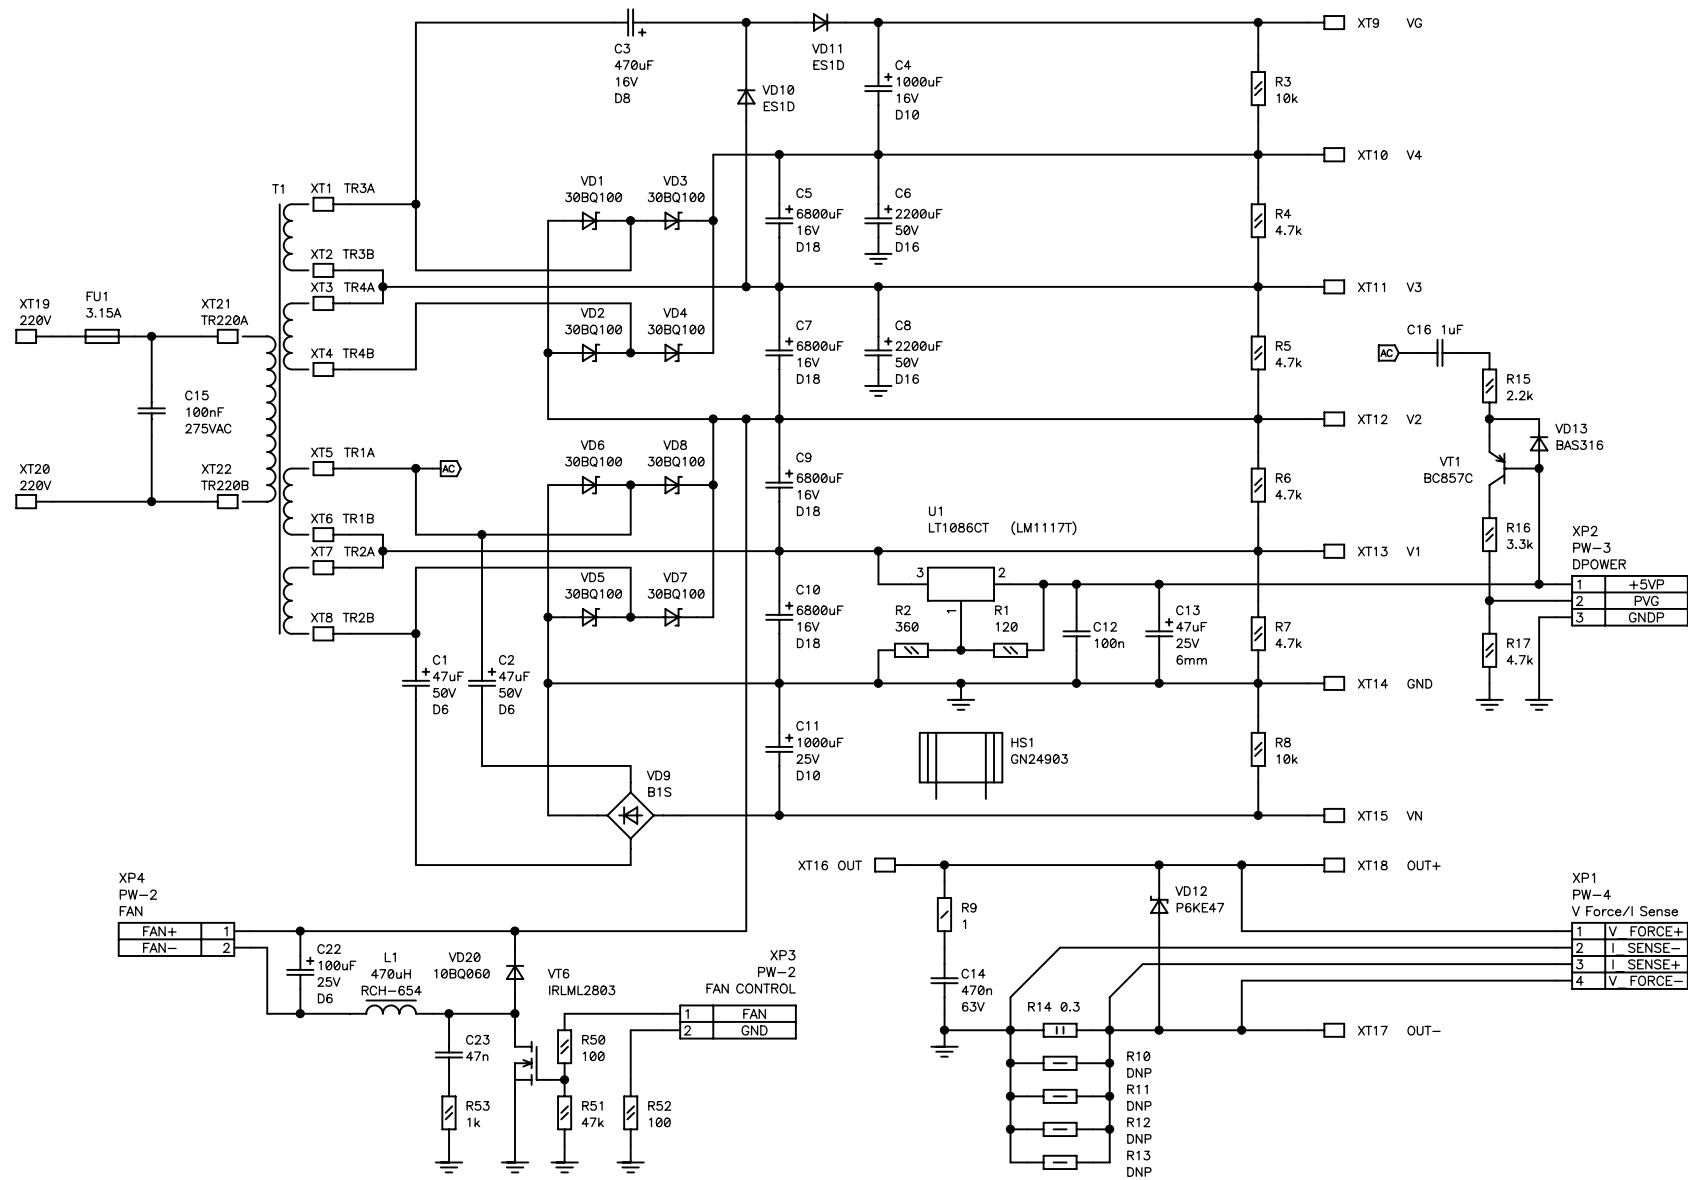 XT9 VG
C3
470uF
16V
D8
VD11
ES1D
C4
1000uF
16V
D10
VD10
ES1D
R3
10k
XT10 V4
T1
XT1 TR3A
VD1
30BQ100
VD3
30BQ100
C5
6800uF
16V
D18
C6
2200uF
50V
D16
R4
4.7k
XT2 TR3B
XT3 TR4A
XT11 V3
XT19
220V
FU1
3.15A
XT21
TR220A
VD2
30BQ100
VD4
30BQ100
C7
6800uF
16V
D18
C8
2200uF
50V
D16
R5
4.7k
XT4 TR4B
C16 1uF
AC
R15
2.2k
C15
100nF
275VAC
XT12 V2
VD13
BAS316
VT1
BC857C
XT20
220V
XT22
TR220B
XT5 TR1A
AC
VD6
30BQ100
VD8
30BQ100
C9
6800uF
16V
D18
R6
4.7k
U1
LT1086CT (LM1117T)
3
2
1
XT6 TR1B
XT7 TR2A
XT13 V1
R16
3.3k
XP2
PW-3
DPOWER
1 +5VP
2 PVG
3 GNDP
VD5
30BQ100
VD7
30BQ100
C10
6800uF
16V
D18
R2
360
R1
120
C12
100n
C13
47uF
25V
6mm
R7
4.7k
R17
4.7k
XT8 TR2B
C1
47uF
50V
D6
C2
47uF
50V
D6
XT14 GND
C11
1000uF
25V
D10
HS1
GN24903
R8
10k
VD9
B1S
XT15 VN
XT16 OUT
XT18 OUT+
XP4
PW-2
FAN
FAN+ 1
FAN- 2
R9
1
VD12
P6KE47
XP1
PW-4
V Force/I Sense
1 V_FORCE+
2 I_SENSE-
3 I_SENSE+
4 V_FORCE-
C22
100uF
25V
D6
L1
470uH
RCH-654
VD20
10BQ060
VT6
IRLML2803
XP3
PW-2
FAN CONTROL
1 FAN
2 GND
C14
470n
63V
R14 0.3
XT17 OUT-
C23
47n
R50
100
R10
DNP
R11
DNP
R12
DNP
R13
DNP
R53
1k
R51
47k
R52
100